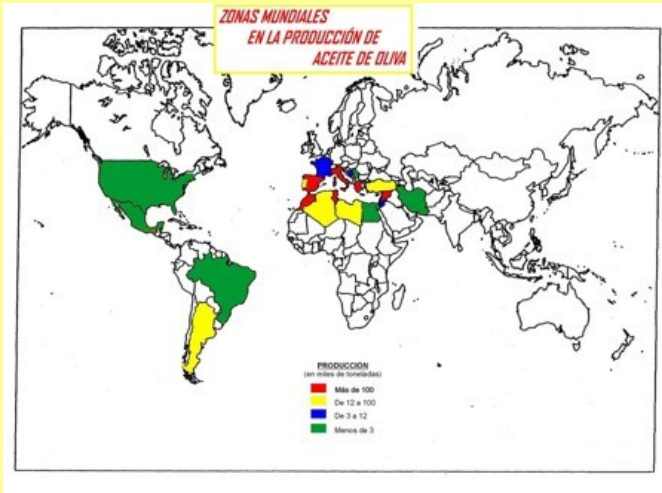 ZONAS MUNDIALES
EN LA PRODUCCIÓN DE
ACEITE DE OLIVA
PRODUCCIÓN
(en miles de toneladas)
Más de 100
De 12 a 100
De 3 a 12
Menos de 3